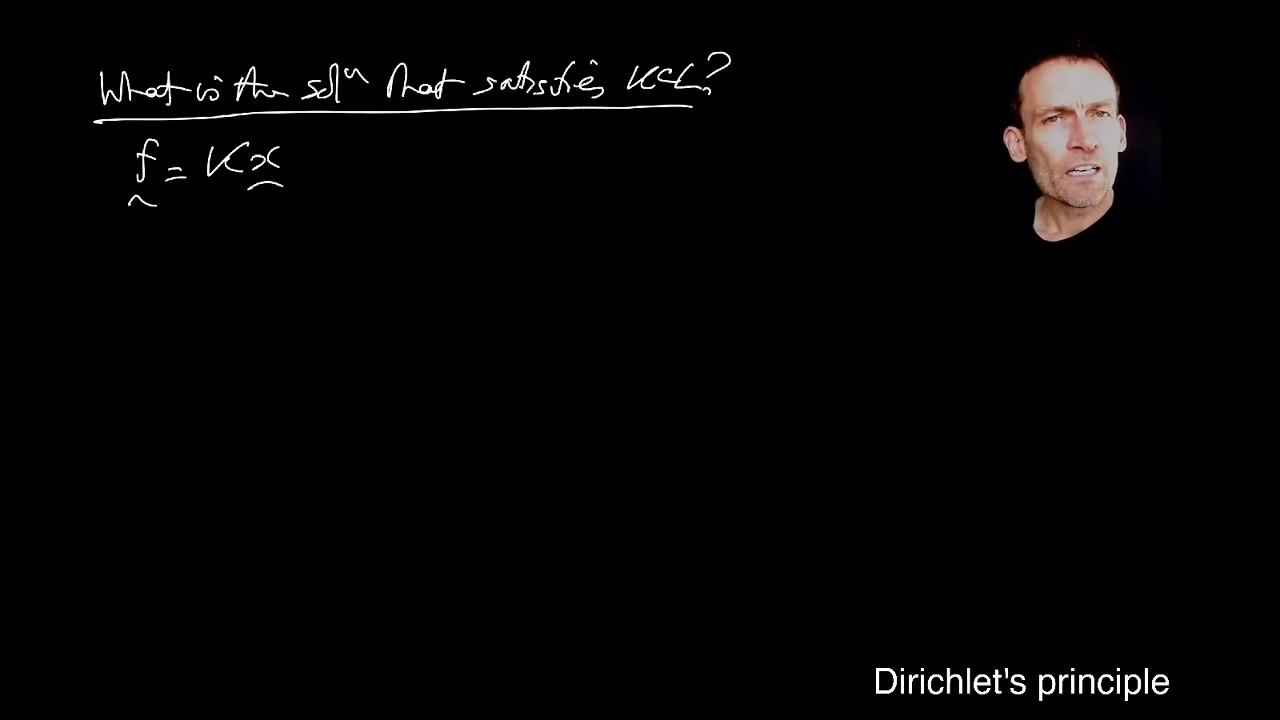 What is the solⁿ that satisfies KCL?
f = Kx
Dirichlet's principle